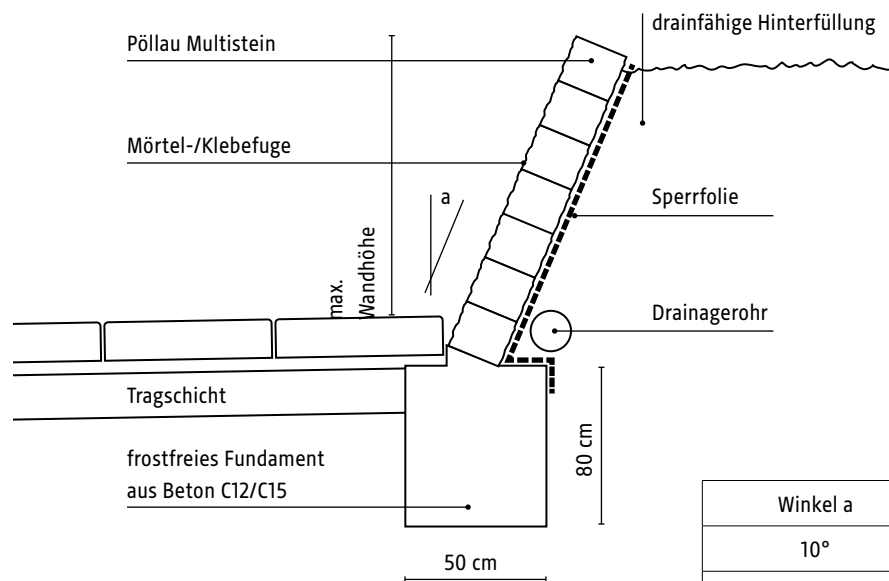 drainfähige Hinterfüllung
Pöllau Multistein
Mörtel-/Klebefuge
a
Sperrfolie
max.
Wandhöhe
Drainagerohr
Tragschicht
frostfreies Fundament
aus Beton C12/C15
80 cm
50 cm
Winkel a
10°